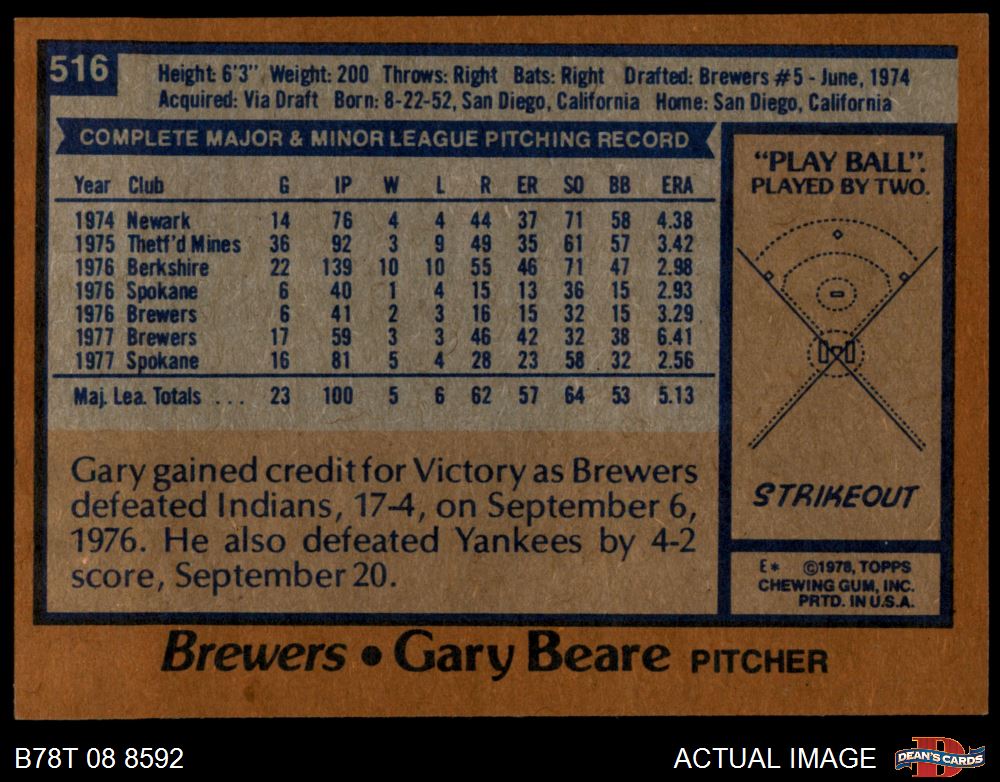 516
Height: 6'3" Weight: 200 Throws: Right Bats: Right Drafted: Brewers #5 - June, 1974
Acquired: Via Draft Born: 8-22-52, San Diego, California Home: San Diego, California
COMPLETE MAJOR & MINOR LEAGUE PITCHING RECORD
Year Club G IP W L R ER SO BB ERA
1974 Newark 14 76 4 4 44 37 71 58 4.38
1975 Thetf'd Mines 36 92 3 9 49 35 61 57 3.42
1976 Berkshire 22 139 10 10 55 46 71 47 2.98
1976 Spokane 6 40 1 4 15 13 36 15 2.93
1976 Brewers 6 41 2 3 16 15 32 15 3.29
1977 Brewers 17 59 3 3 46 42 32 38 6.41
1977 Spokane 16 81 5 4 28 23 58 32 2.56
Maj. Lea. Totals ... 23 100 5 6 62 57 64 53 5.13
Gary gained credit for Victory as Brewers
defeated Indians, 17-4, on September 6,
1976. He also defeated Yankees by 4-2
score, September 20.
"PLAY BALL":
PLAYED BY TWO.
STRIKEOUT
E* ©1978, TOPPS
CHEWING GUM, INC.
PRTD. IN U.S.A.
Brewers • Gary Beare PITCHER
B78T 08 8592
ACTUAL IMAGE
D
DEAN'S CARDS